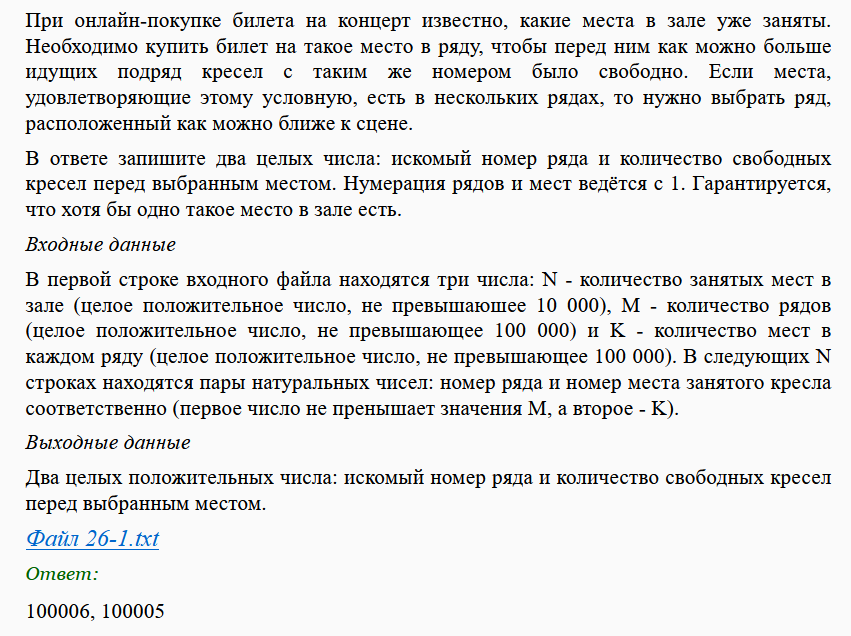 При онлайн-покупке билета на концерт известно, какие места в зале уже заняты.
Необходимо купить билет на такое место в ряду, чтобы перед ним как можно больше
идущих подряд кресел с таким же номером было свободно. Если места,
удовлетворяющие этому условную, есть в нескольких рядах, то нужно выбрать ряд,
расположенный как можно ближе к сцене.
В ответе запишите два целых числа: искомый номер ряда и количество свободных
кресел перед выбранным местом. Нумерация рядов и мест ведётся с 1. Гарантируется,
что хотя бы одно такое место в зале есть.
Входные данные
В первой строке входного файла находятся три числа: N - количество занятых мест в
зале (целое положительное число, не превышаюшее 10 000), M - количество рядов
(целое положительное число, не превышающее 100 000) и K - количество мест в
каждом ряду (целое положительное число, не превышающее 100 000). В следующих N
строках находятся пары натуральных чисел: номер ряда и номер места занятого кресла
соответственно (первое число не пренышает значения M, а второе - K).
Выходные данные
Два целых положительных числа: искомый номер ряда и количество свободных кресел
перед выбранным местом.
Файл 26-1.txt
Ответ:
100006, 100005